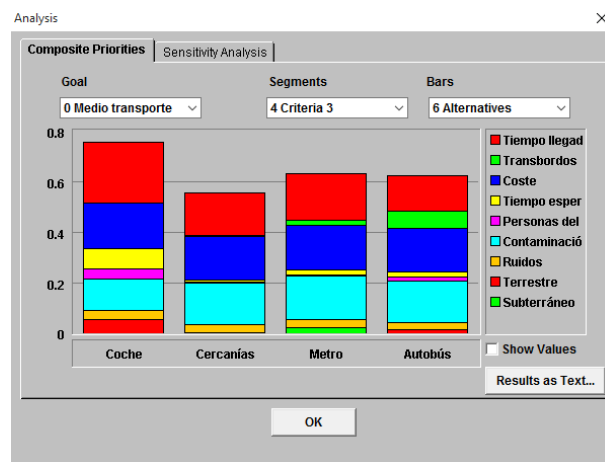 Analysis
Composite Priorities
Sensitivity Analysis
Goal
Segments
Bars
0 Medio transporte
4 Criteria 3
6 Alternatives
0.8
0.6
0.4
0.2
0
Tiempo llegad
Transbordos
Coste
Tiempo esper
Personas del
Contaminació
Ruidos
Terrestre
Subterráneo
Coche
Cercanías
Metro
Autobús
Show Values
Results as Text...
OK